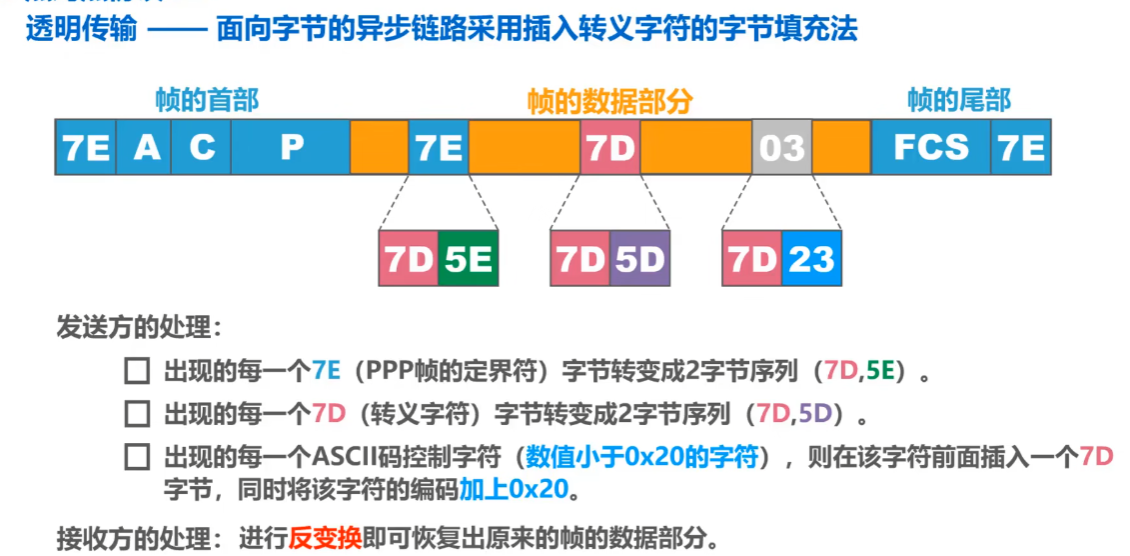 透明传输 —— 面向字节的异步链路采用插入转义字符的字节填充法
帧的首部 帧的数据部分 帧的尾部
7E A C P 7E 7D 03 FCS 7E
7D 5E 7D 5D 7D 23
发送方的处理：
出现的每一个7E（PPP帧的定界符）字节转变成2字节序列（7D,5E）。
出现的每一个7D（转义字符）字节转变成2字节序列（7D,5D）。
出现的每一个ASCII码控制字符（数值小于0x20的字符），则在该字符前面插入一个7D
字节，同时将该字符的编码加上0x20。
接收方的处理：进行反变换即可恢复出原来的帧的数据部分。